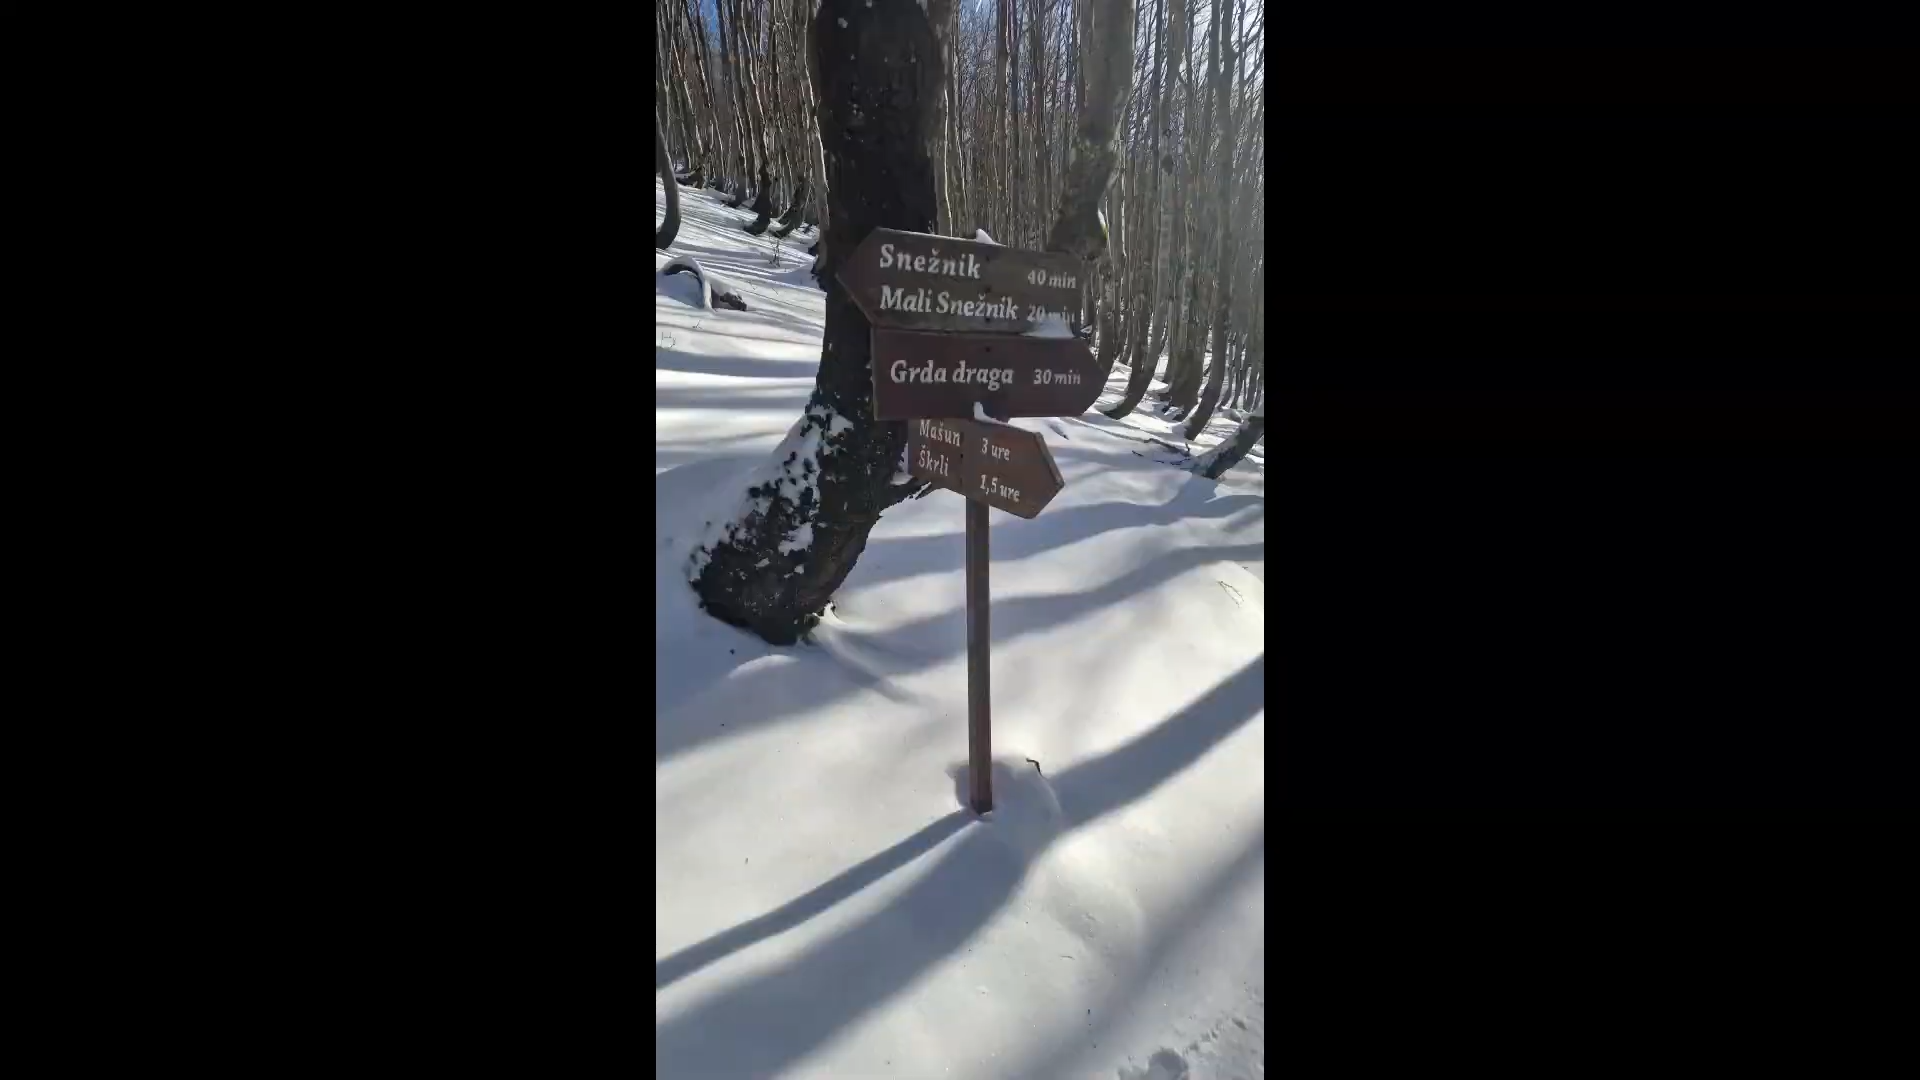 Snežnik 40 min
Mali Snežnik 20 min
Grda draga 30 min
Mašun 3 ure
Škrli 1,5 ure